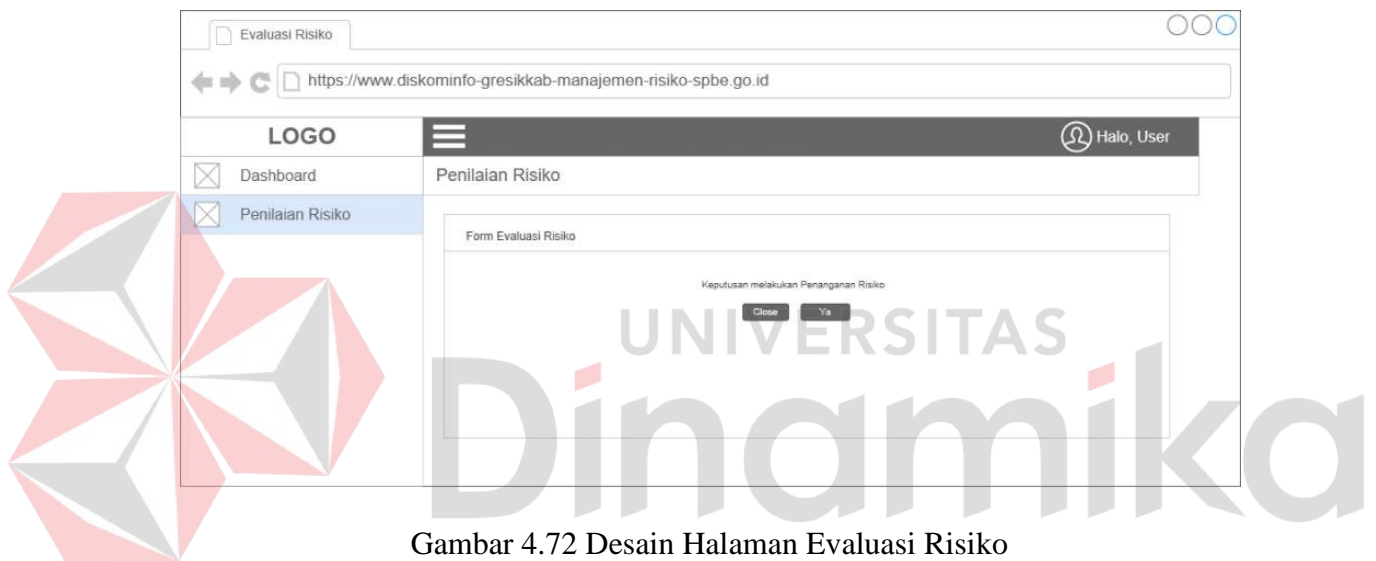 Evaluasi Risiko
https://www.diskominfo-gresikkab-manajemen-risiko-spbe.go.id
LOGO
Halo, User
Dashboard
Penilaian Risiko
Penilaian Risiko
Form Evaluasi Risiko
Keputusan melakukan Penanganan Risiko
Close
Ya
UNIVERSITAS
Dinamika
Gambar 4.72 Desain Halaman Evaluasi Risiko